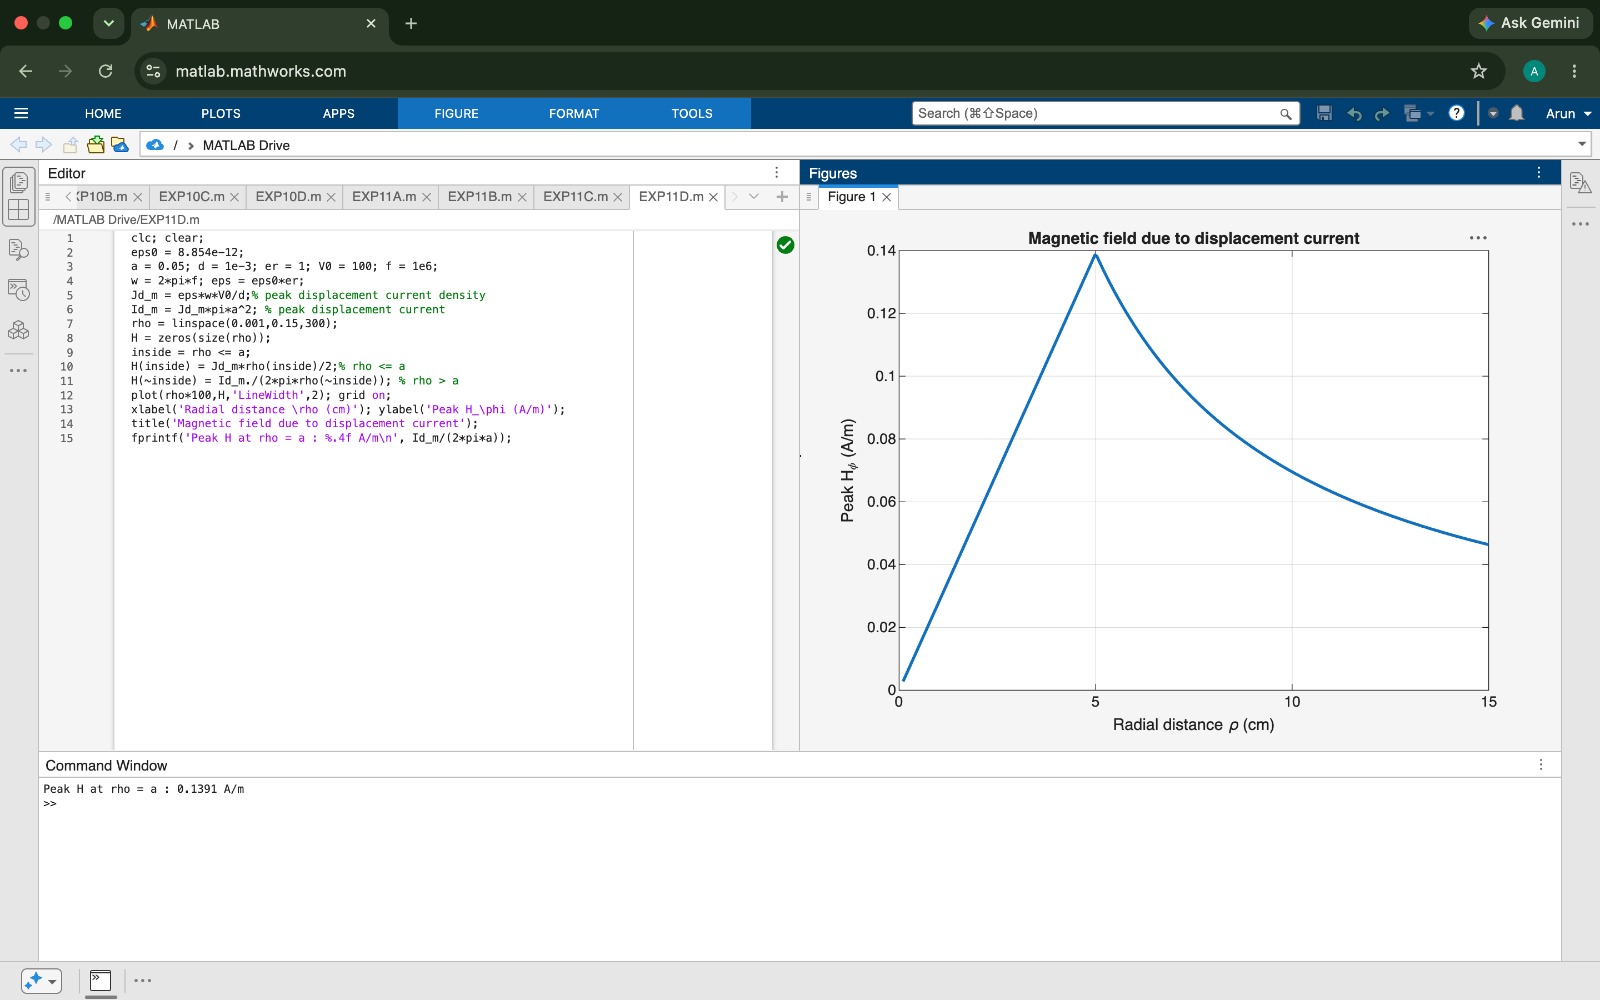 MATLAB
Ask Gemini
matlab.mathworks.com
A
HOME PLOTS APPS FIGURE FORMAT TOOLS
Search (⌘⇧Space)
Arun
/ > MATLAB Drive
Editor
XP10B.m EXP10C.m EXP10D.m EXP11A.m EXP11B.m EXP11C.m EXP11D.m
/MATLAB Drive/EXP11D.m
1 clc; clear;
2 eps0 = 8.854e-12;
3 a = 0.05; d = 1e-3; er = 1; V0 = 100; f = 1e6;
4 w = 2*pi*f; eps = eps0*er;
5 Jd_m = eps*w*V0/d;% peak displacement current density
6 Id_m = Jd_m*pi*a^2; % peak displacement current
7 rho = linspace(0.001,0.15,300);
8 H = zeros(size(rho));
9 inside = rho <= a;
10 H(inside) = Jd_m*rho(inside)/2;% rho <= a
11 H(~inside) = Id_m./(2*pi*rho(~inside)); % rho > a
12 plot(rho*100,H,'LineWidth',2); grid on;
13 xlabel('Radial distance \rho (cm)'); ylabel('Peak H_\phi (A/m)');
14 title('Magnetic field due to displacement current');
15 fprintf('Peak H at rho = a : %.4f A/m\n', Id_m/(2*pi*a));
Figures
Figure 1
Magnetic field due to displacement current
0.14
0.12
0.1
0.08
0.06
0.04
0.02
0
Peak Hϕ (A/m)
0 5 10 15
Radial distance ρ (cm)
Command Window
Peak H at rho = a : 0.1391 A/m
>>